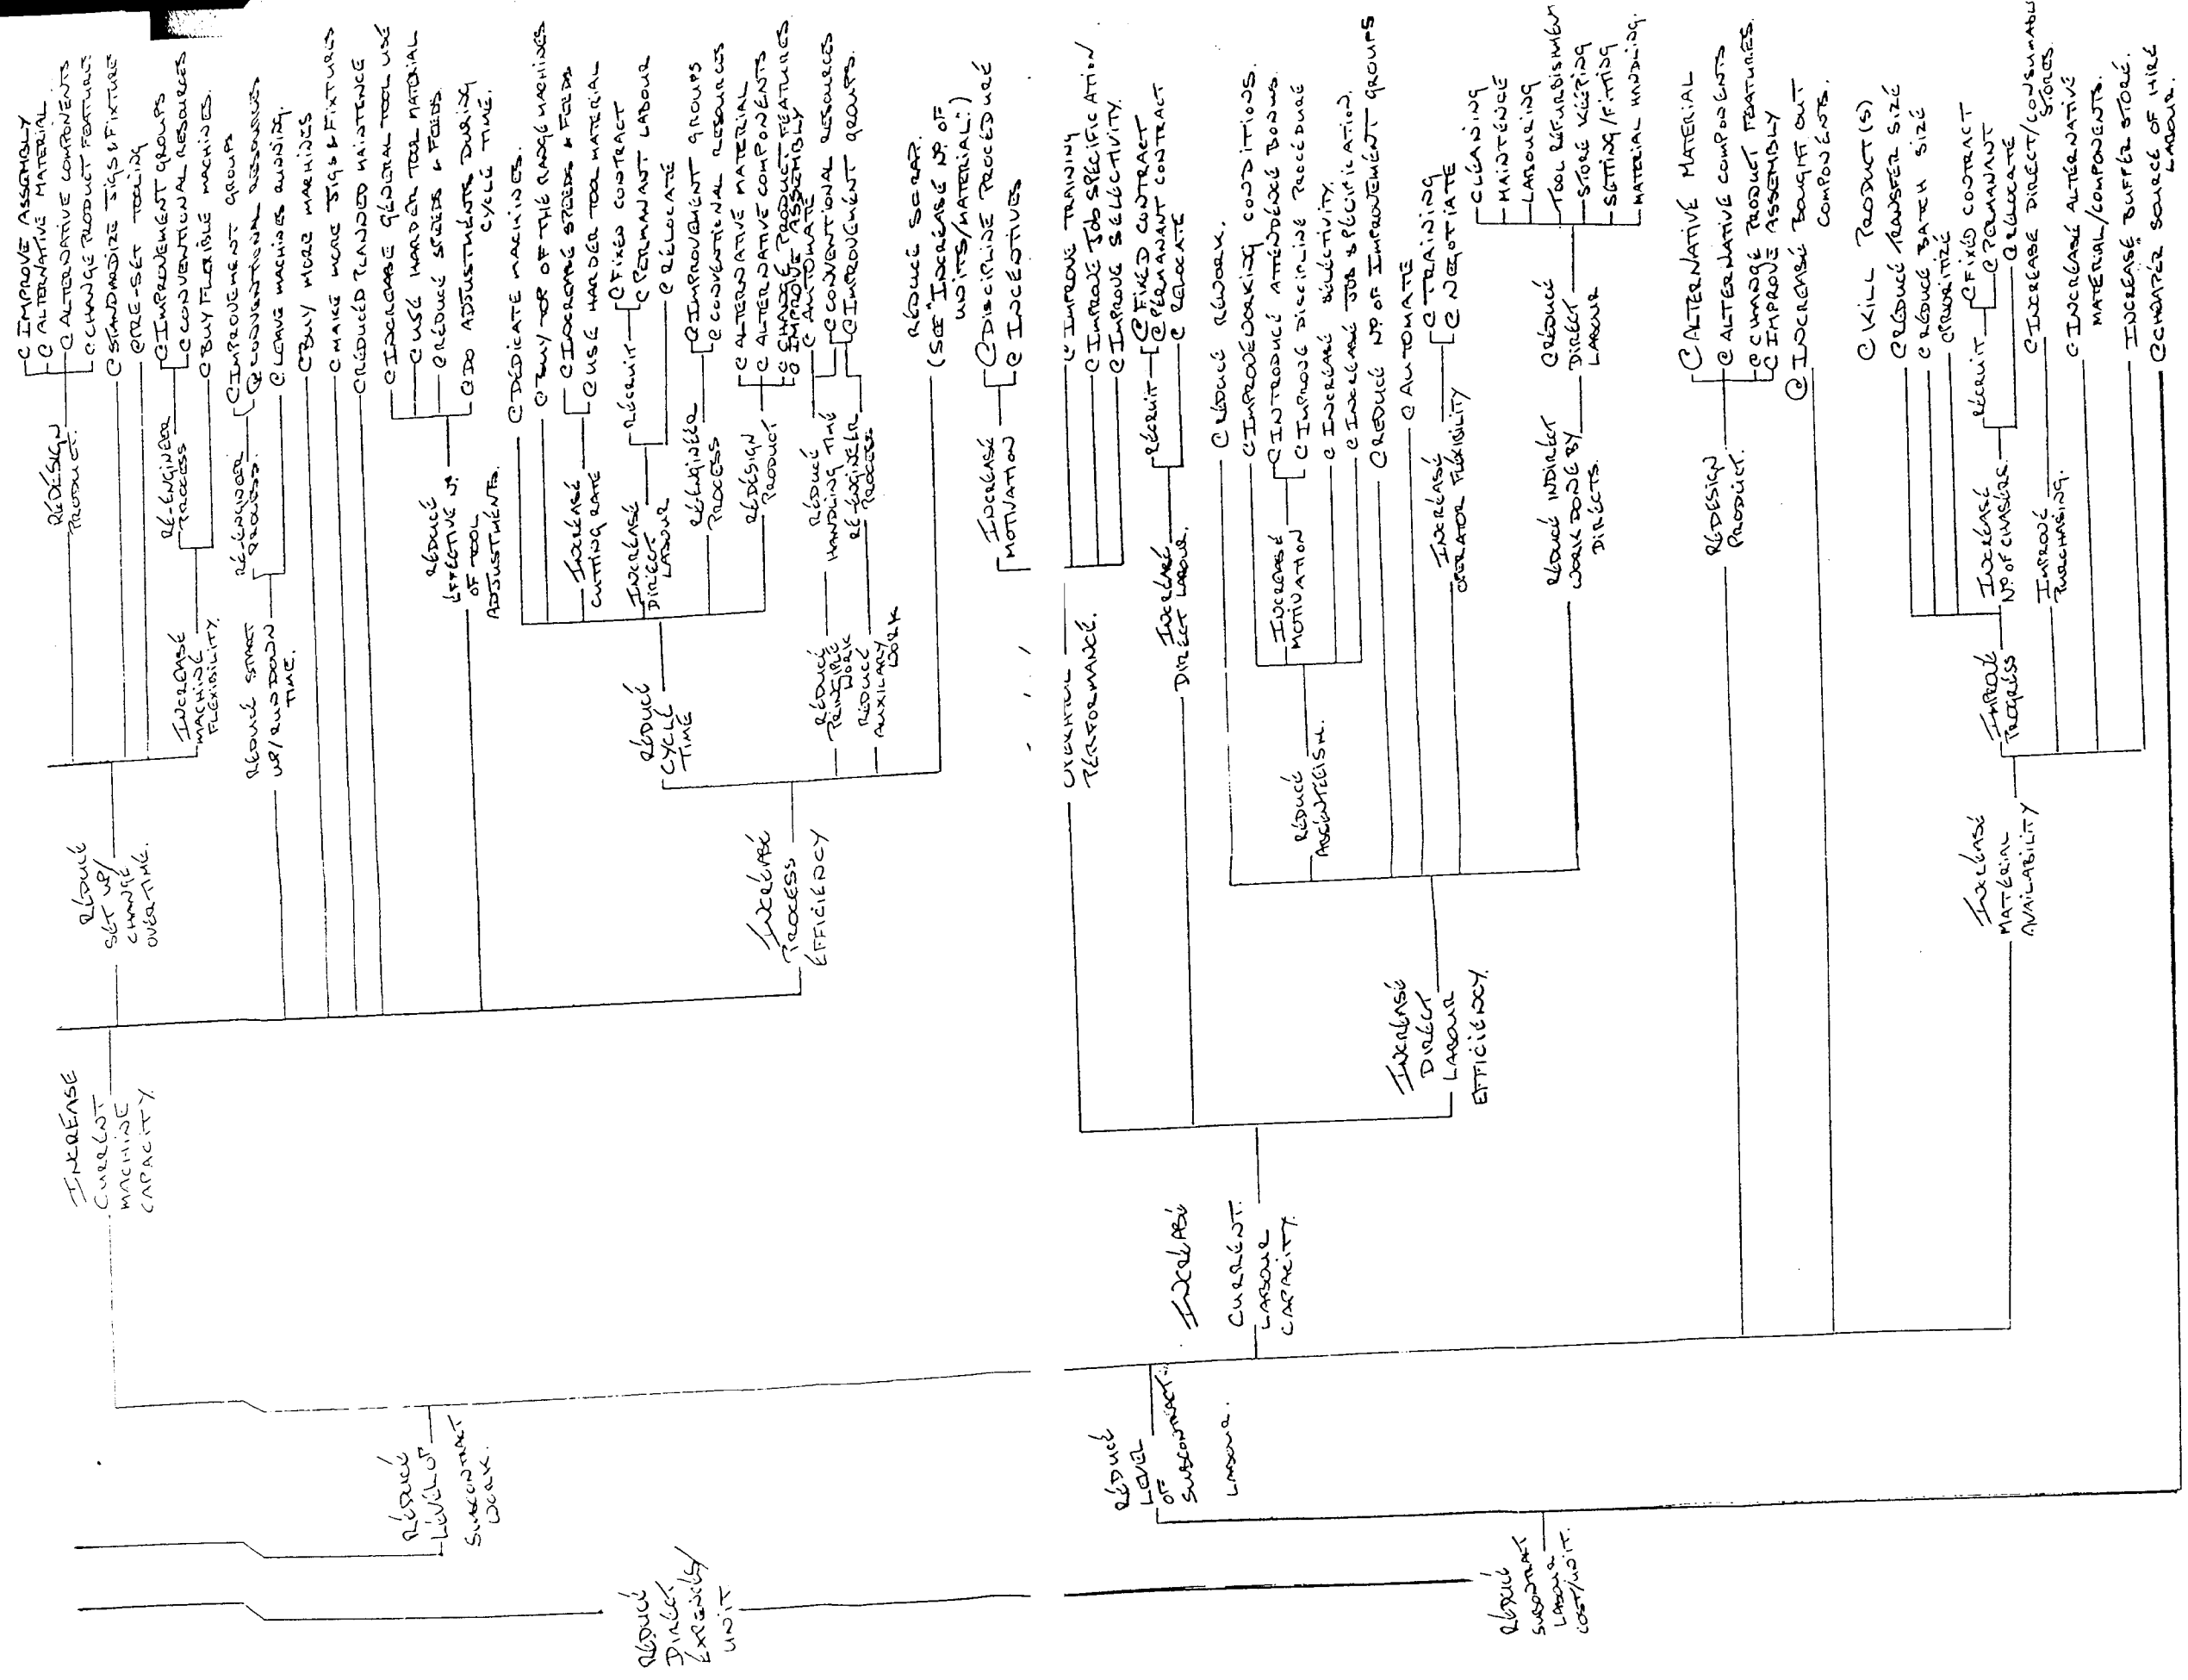 C IMPROVE ASSEMBLY
C ALTERNATIVE MATERIAL
C ALTERNATIVE COMPONENTS
C CHANGE PRODUCT FEATURES
REDESIGN
PRODUCT.
C STANDARDIZE JIGS & FIXTURES
C PRE-SET TOOLING
C IMPROVEMENT GROUPS
C CONVENTIONAL RESOURCES
RE-ENGINEER
PROCESS
C BUY FLEXIBLE MACHINES.
INCREASE
MACHINE
FLEXIBILITY.
REDUCE
SET UP/
CHANGE
OVERTIME.
C IMPROVEMENT GROUPS
C CONVENTIONAL RESOURCES.
RE-ENGINEER
PROCESS.
C LEAVE MACHINES RUNNING.
REDUCE START
UP/RUNDOWN
TIME.
C BUY MORE MACHINES
C MAKE MORE JIGS & FIXTURES
C REDUCED PLANNED MAINTENCE
C INCREASE GENERAL TOOL USE
C USE HARDER TOOL MATERIAL
C REDUCE SPEEDS & FEEDS.
C DO ADJUSTMENTS DURING
CYCLE TIME.
REDUCE
EFFECTIVE Nº
OF TOOL
ADJUSTMENTS.
INCREASE
CURRENT
MACHINE
CAPACITY
C DEDICATE MACHINES.
C BUY TOP OF THE RANGE MACHINES
C INCREASE SPEEDS & FEEDS
C USE HARDER TOOL MATERIAL
INCREASE
CUTTING RATE
C FIXED CONTRACT
C PERMANANT LABOUR
RECRUIT
C RELOCATE
INCREASE
DIRECT
LABOUR
C IMPROVEMENT GROUPS
C CONVENTIONAL RESOURCES
REENGINEER
PROCESS
C ALTERNATIVE MATERIAL
C ALTERNATIVE COMPONENTS
C CHANGE PRODUCT FEATURES
C IMPROVE ASSEMBLY
REDESIGN
PRODUCT
REDUCE
CYCLE
TIME
C AUTOMATE
REDUCE
HANDLING TIME
REDUCE
PRINCIPLE
WORK
C CONVENTIONAL RESOURCES
C IMPROVEMENT GROUPS.
RE-ENGINEER
PROCESS
REDUCE
AUXILARY
WORK
REDUCE SCRAP.
(SEE "INCREASE Nº OF
UNITS/MATERIAL.")
INCREASE
PROCESS
EFFICIENCY
REDUCE
LEVEL OF
SUBCONTRACT
WORK.
REDUCE
DIRECT
EXPENCES/
UNIT
C DISCIPLINE PROCEDURE
C INCENTIVES
INCREASE
MOTIVATION
C IMPROVE TRAINING
C IMPROVE JOB SPECIFICATION
C IMPROVE SELECTIVITY.
PERFORMANCE.
C FIXED CONTRACT
C PERMANANT CONTRACT
RECRUIT
C RELOCATE
INCREASE
DIRECT LABOUR.
C REDUCE REWORK.
C IMPROVE WORKING CONDITIONS.
C INTRODUCE ATTENDENCE BONUS.
C IMPROVE DISCIPLINE PROCEDURE
INCREASE
MOTIVATION
C INCREASE SELECTIVITY.
C INCREASE JOB SPECIFICATION.
REDUCE
ABSENTEEISM.
C REDUCE Nº OF IMPROVEMENT GROUPS
C AUTOMATE
C TRAINING
C NEGOTIATE
INCREASE
OPERATOR FLEXIBILITY
CLEANING
MAINTENCE
LABOURING
TOOL REFURBISHMENT
STORE KEEPING
SETTING/FITTING
MATERIAL HANDLING.
C REDUCE
DIRECT
LABOUR
REDUCE INDIRECT
WORK DONE BY
DIRECTS.
INCREASE
DIRECT
LABOUR
EFFICIENCY.
INCREASE
CURRENT.
LABOUR
CAPACITY.
REDUCE
LEVEL
OF
SUBCONTRACT
LABOUR.
C ALTERNATIVE MATERIAL
C ALTERNATIVE COMPONENTS
C CHANGE PRODUCT FEATURES.
C IMPROVE ASSEMBLY
REDESIGN
PRODUCT.
C INCREASE BOUGHT OUT
COMPONENTS.
C KILL PRODUCT(S)
C REDUCE TRANSFER SIZE
C REDUCE BATCH SIZE
C PRIORITIZE
C FIXED CONTRACT
C PERMANANT
RECRUIT
C RELOCATE
INCREASE
Nº OF CHASERS.
IMPROVE
PROGRESS
C INCREASE DIRECT/CONSUMABLE
STORES.
IMPROVE
PURCHASING.
C INCREASE ALTERNATIVE
MATERIAL/COMPONENTS.
INCREASE BUFFER STORE.
INCREASE
MATERIAL
AVAILABILITY
C CHEAPER SOURCE OF HIRE
LABOUR.
REDUCE
SUBCONTRACT
LABOUR
COST/UNIT.